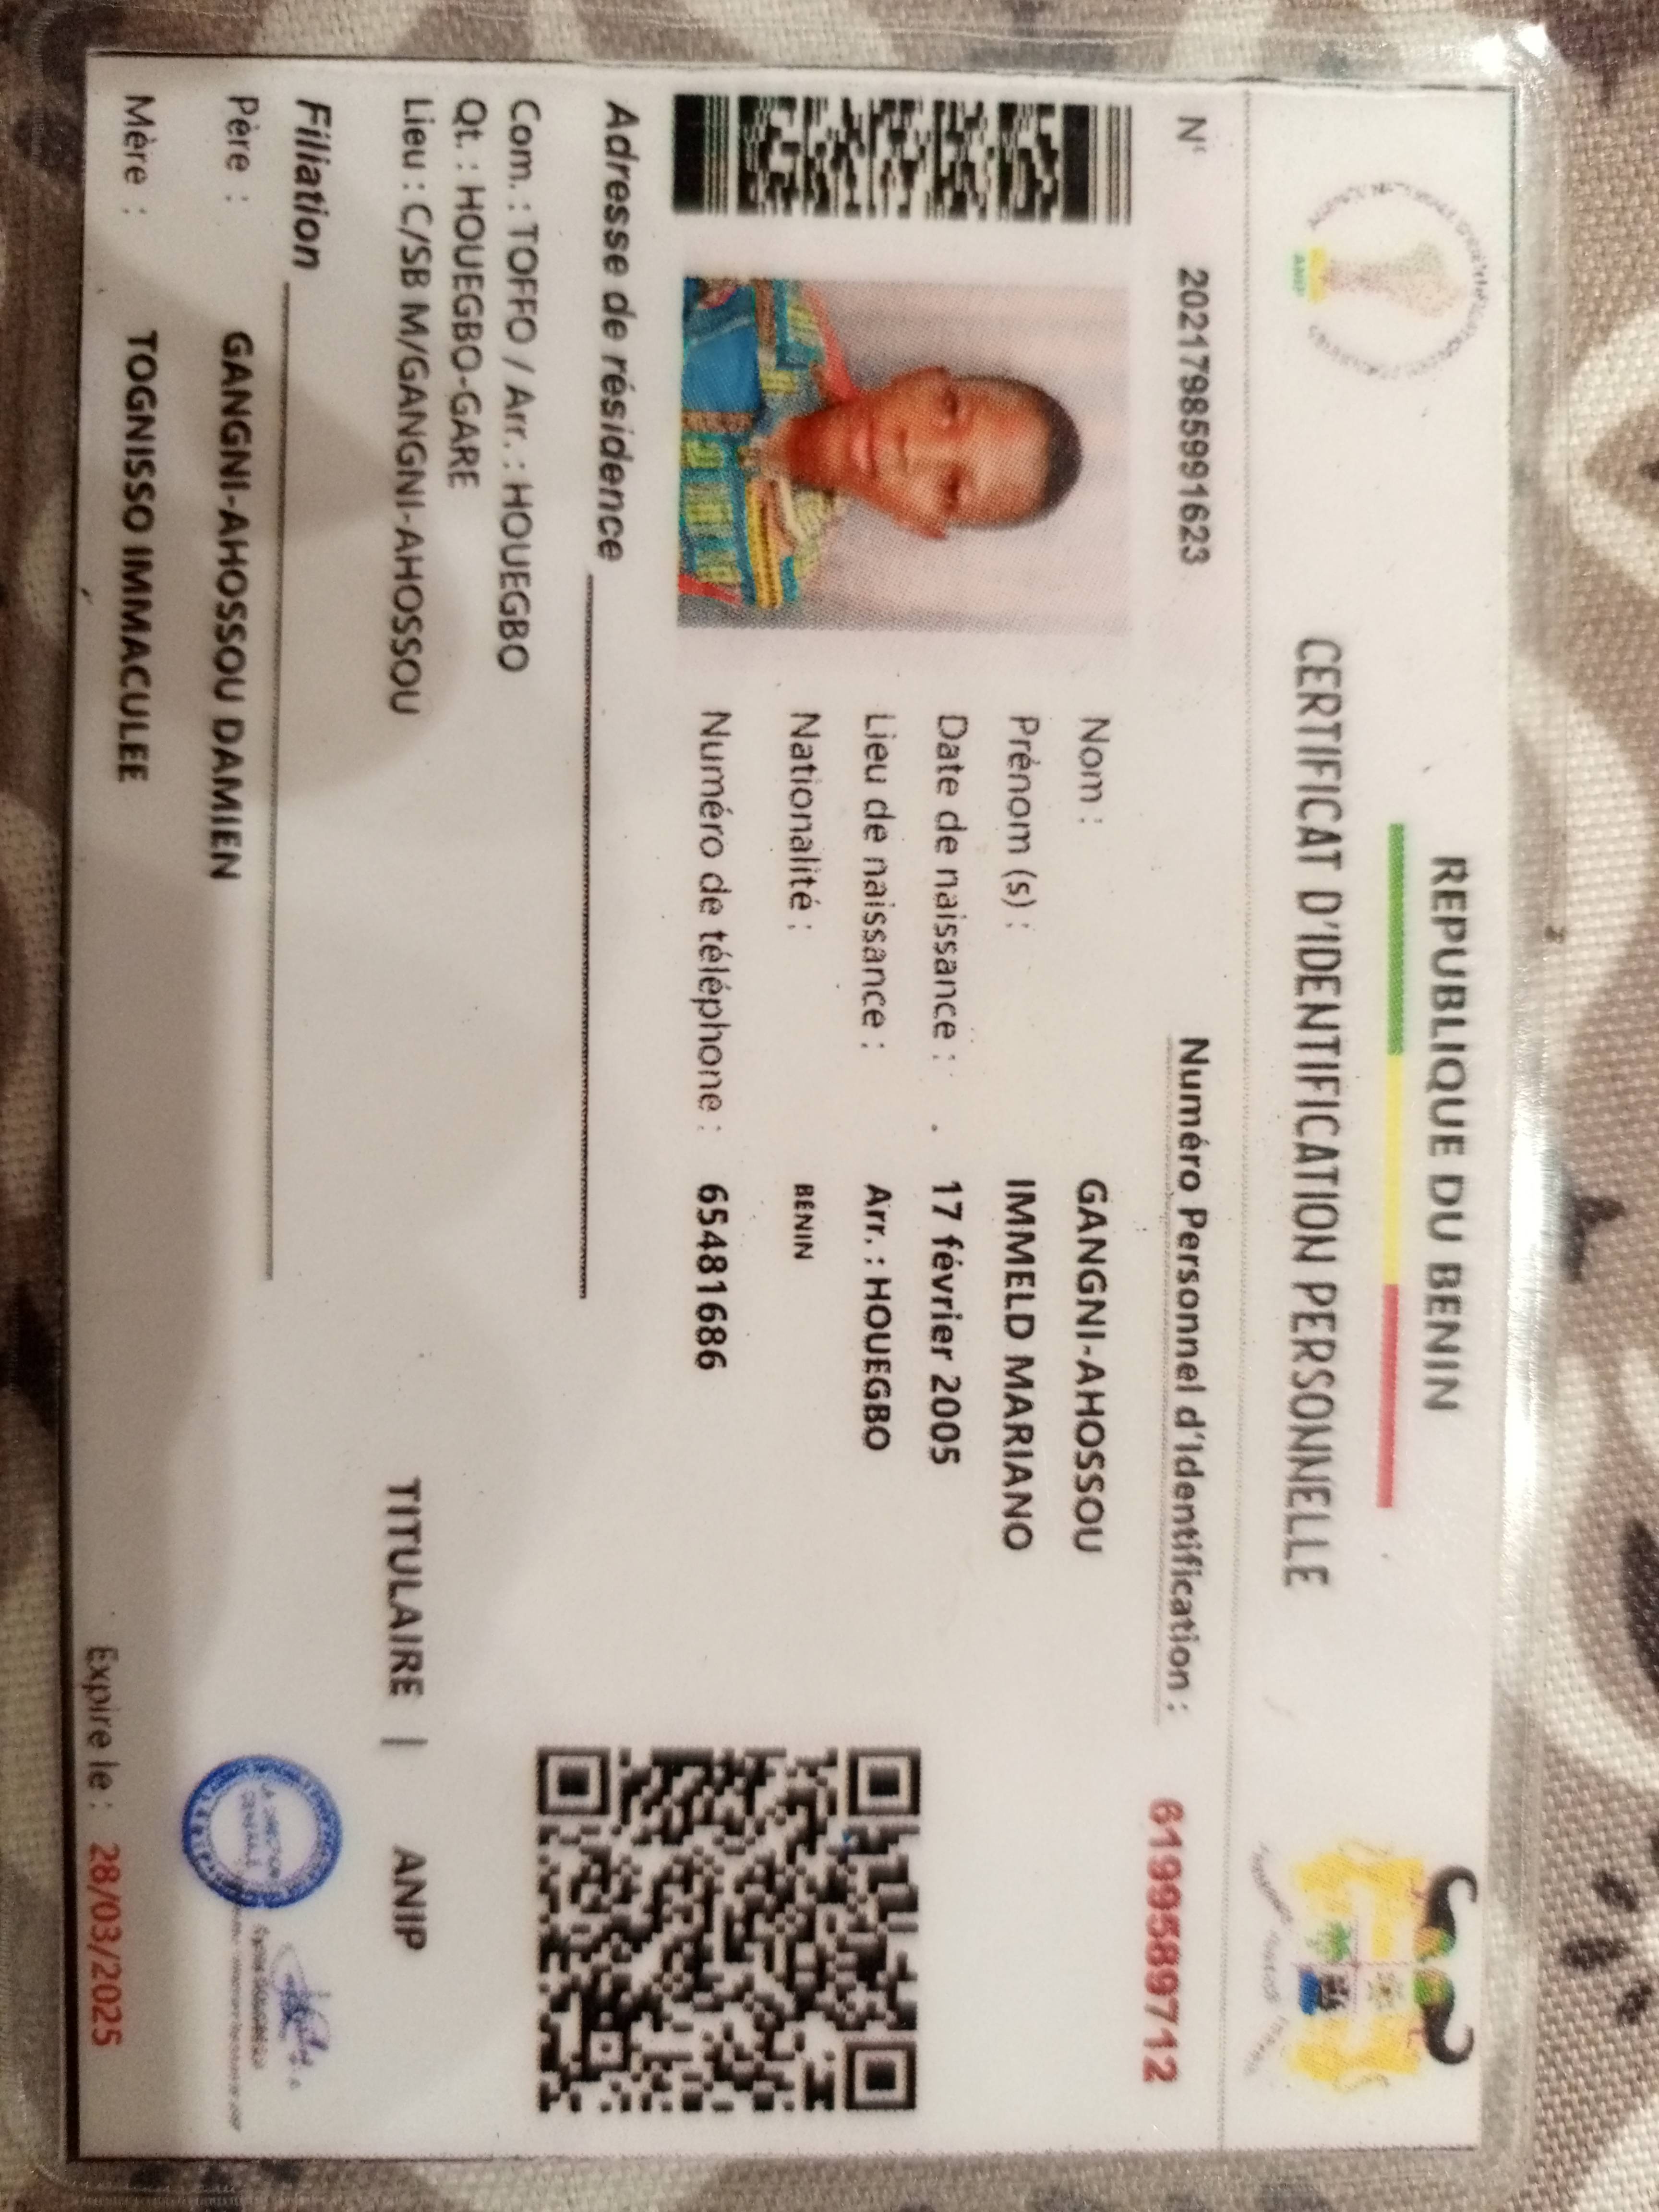 REPUBLIQUE DU BENIN
CERTIFICAT D'IDENTIFICATION PERSONNELLE
N° 202179859991623
Numéro Personnel d'Identification : 6199589712
Nom : GANGNI-AHOSSOU
Prénom (s) : IMMELD MARIANO
Date de naissance : 17 février 2005
Lieu de naissance : Arr. : HOUEGBO
Nationalité : BENIN
Numéro de téléphone : 65481686
Adresse de résidence
Com. : TOFFO / Arr. : HOUEGBO
Qt. : HOUEGBO-GARE
Lieu : C/SB M/GANGNI-AHOSSOU
TITULAIRE | ANIP
Filiation
Père : GANGNI-AHOSSOU DAMIEN
Mère : TOGNISSO IMMACULEE
Expire le : 28/03/2025